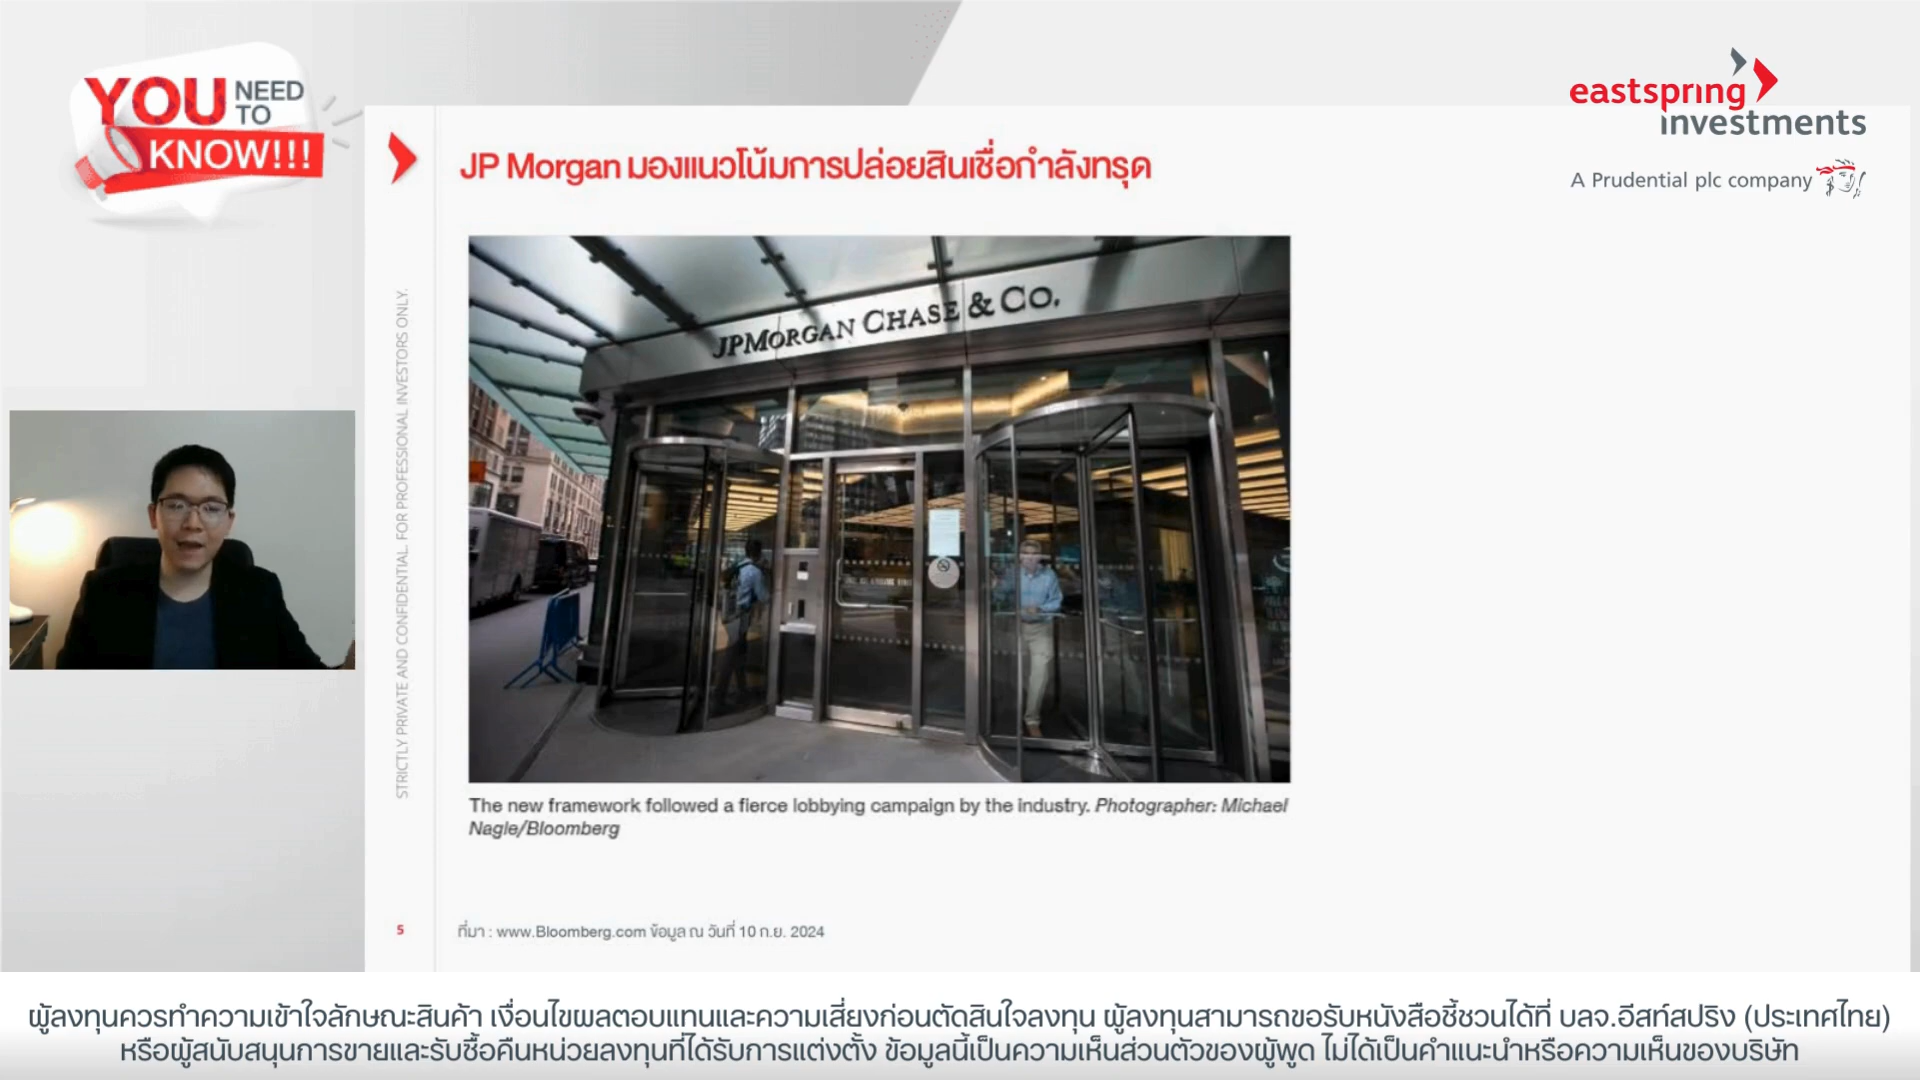 YOU NEED TO KNOW!!!
eastspring investments
A Prudential plc company
JP Morgan มองแนวโน้มการปล่อยสินเชื่อกำลังทรุด
STRICTLY PRIVATE AND CONFIDENTIAL. FOR PROFESSIONAL INVESTORS ONLY.
JPMORGAN CHASE & CO.
The new framework followed a fierce lobbying campaign by the industry. Photographer: Michael
Nagle/Bloomberg
5
ที่มา : www.Bloomberg.com ข้อมูล ณ วันที่ 10 ก.ย. 2024
ผู้ลงทุนควรทำความเข้าใจลักษณะสินค้า เงื่อนไขผลตอบแทนและความเสี่ยงก่อนตัดสินใจลงทุน ผู้ลงทุนสามารถขอรับหนังสือชี้ชวนได้ที่ บลจ.อีสท์สปริง (ประเทศไทย)
หรือผู้สนับสนุนการขายและรับซื้อคืนหน่วยลงทุนที่ได้รับการแต่งตั้ง ข้อมูลนี้เป็นความเห็นส่วนตัวของผู้พูด ไม่ได้เป็นคำแนะนำหรือความเห็นของบริษัท